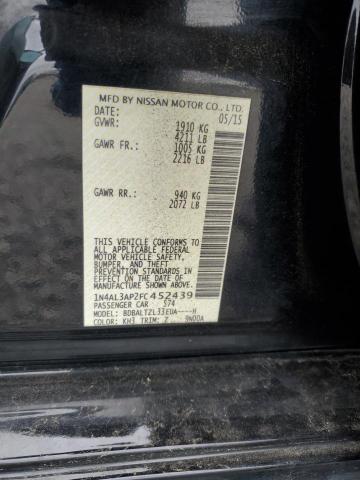 MFD BY NISSAN MOTOR CO., LTD.
DATE: 05/15
GVWR: 1910 KG
4211 LB
GAWR FR.: 1005 KG
2216 LB
GAWR RR.: 940 KG
2072 LB
THIS VEHICLE CONFORMS TO ALL
APPLICABLE FEDERAL
MOTOR VEHICLE SAFETY,
BUMPER, AND THEFT
PREVENTION STANDARDS IN
EFFECT ON THE DATE OF
MANUFACTURE SHOWN ABOVE.
1N4AL3AP2FC452439
PASSENGER CAR 574
MODEL: BDBALTZL33EUA----H
COLOR: KH3 TRIM: Z